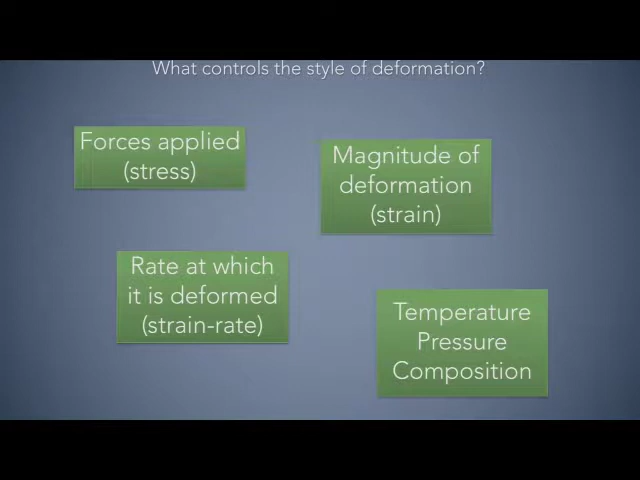 What controls the style of deformation?
Forces applied
(stress)
Magnitude of
deformation
(strain)
Rate at which
it is deformed
(strain-rate)
Temperature
Pressure
Composition